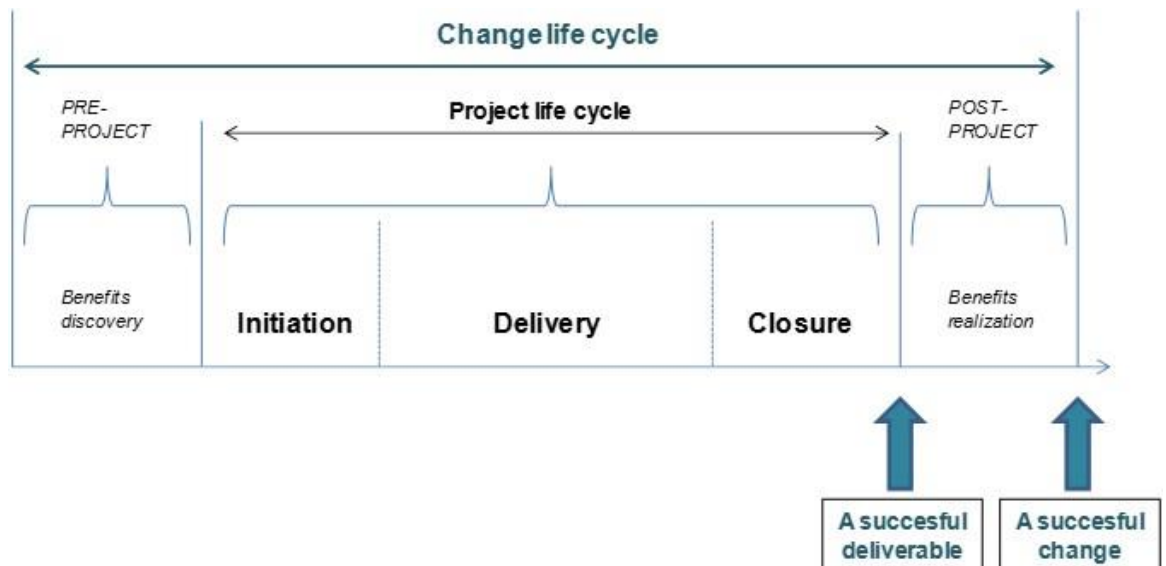 Change life cycle
PRE-
PROJECT
Project life cycle
POST-
PROJECT
Benefits
discovery
Initiation
Delivery
Closure
Benefits
realization
A succesful
deliverable
A succesful
change